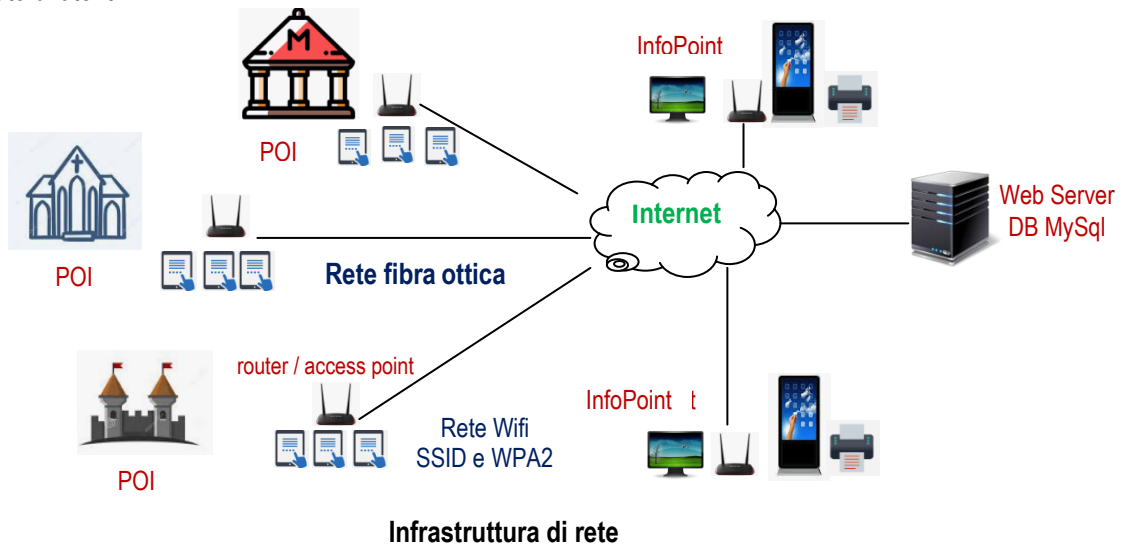 M
InfoPoint
POI
Internet
Web Server
DB MySql
POI
Rete fibra ottica
router / access point
InfoPoint t
Rete Wifi
SSID e WPA2
POI
Infrastruttura di rete